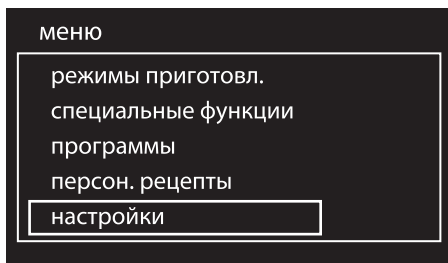 меню
режимы приготовл.
специальные функции
программы
персон. рецепты
настройки